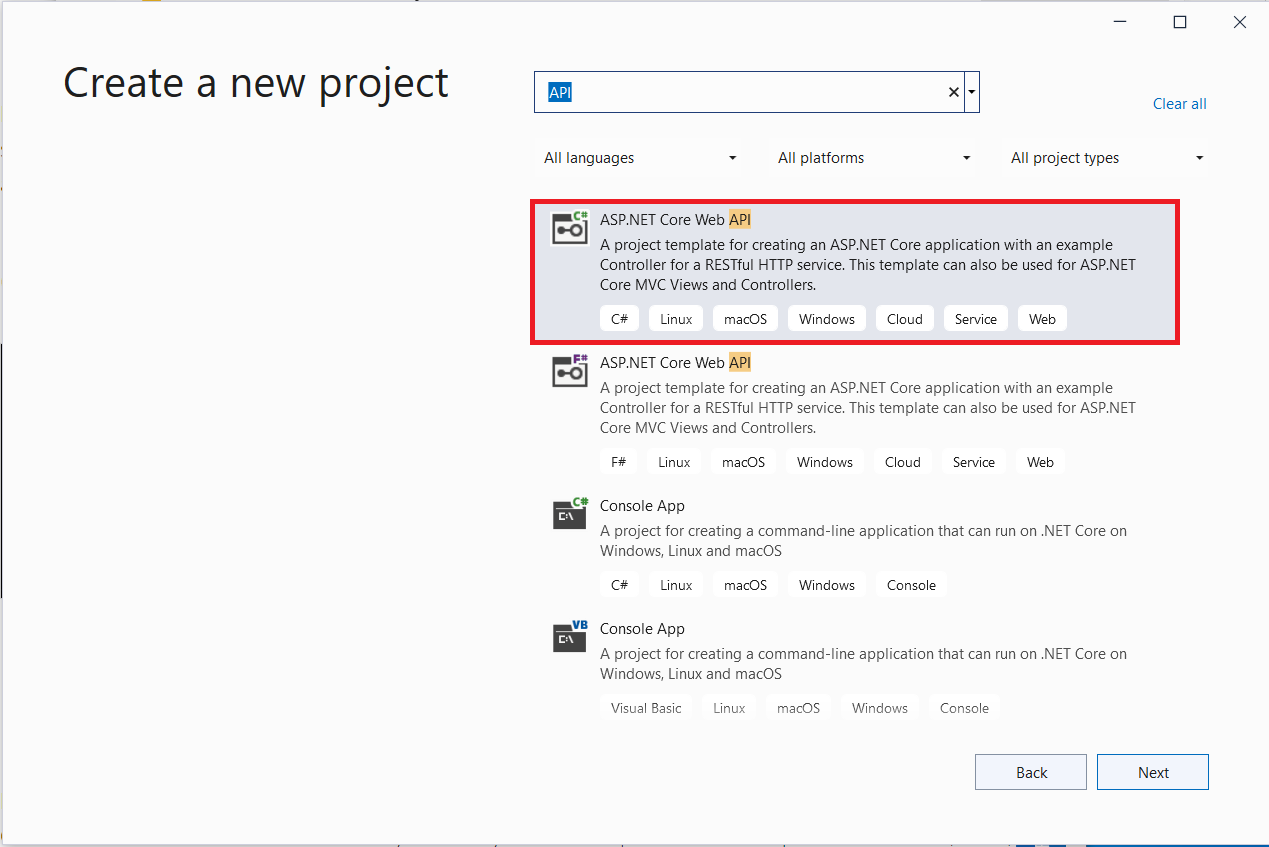 Create a new project
API
Clear all
All languages
All platforms
All project types
C#
ASP.NET Core Web API
A project template for creating an ASP.NET Core application with an example
Controller for a RESTful HTTP service. This template can also be used for ASP.NET
Core MVC Views and Controllers.
C# Linux macOS Windows Cloud Service Web
F#
ASP.NET Core Web API
A project template for creating an ASP.NET Core application with an example
Controller for a RESTful HTTP service. This template can also be used for ASP.NET
Core MVC Views and Controllers.
F# Linux macOS Windows Cloud Service Web
C#
C:\
Console App
A project for creating a command-line application that can run on .NET Core on
Windows, Linux and macOS
C# Linux macOS Windows Console
VB
C:\
Console App
A project for creating a command-line application that can run on .NET Core on
Windows, Linux and macOS
Visual Basic Linux macOS Windows Console
Back
Next